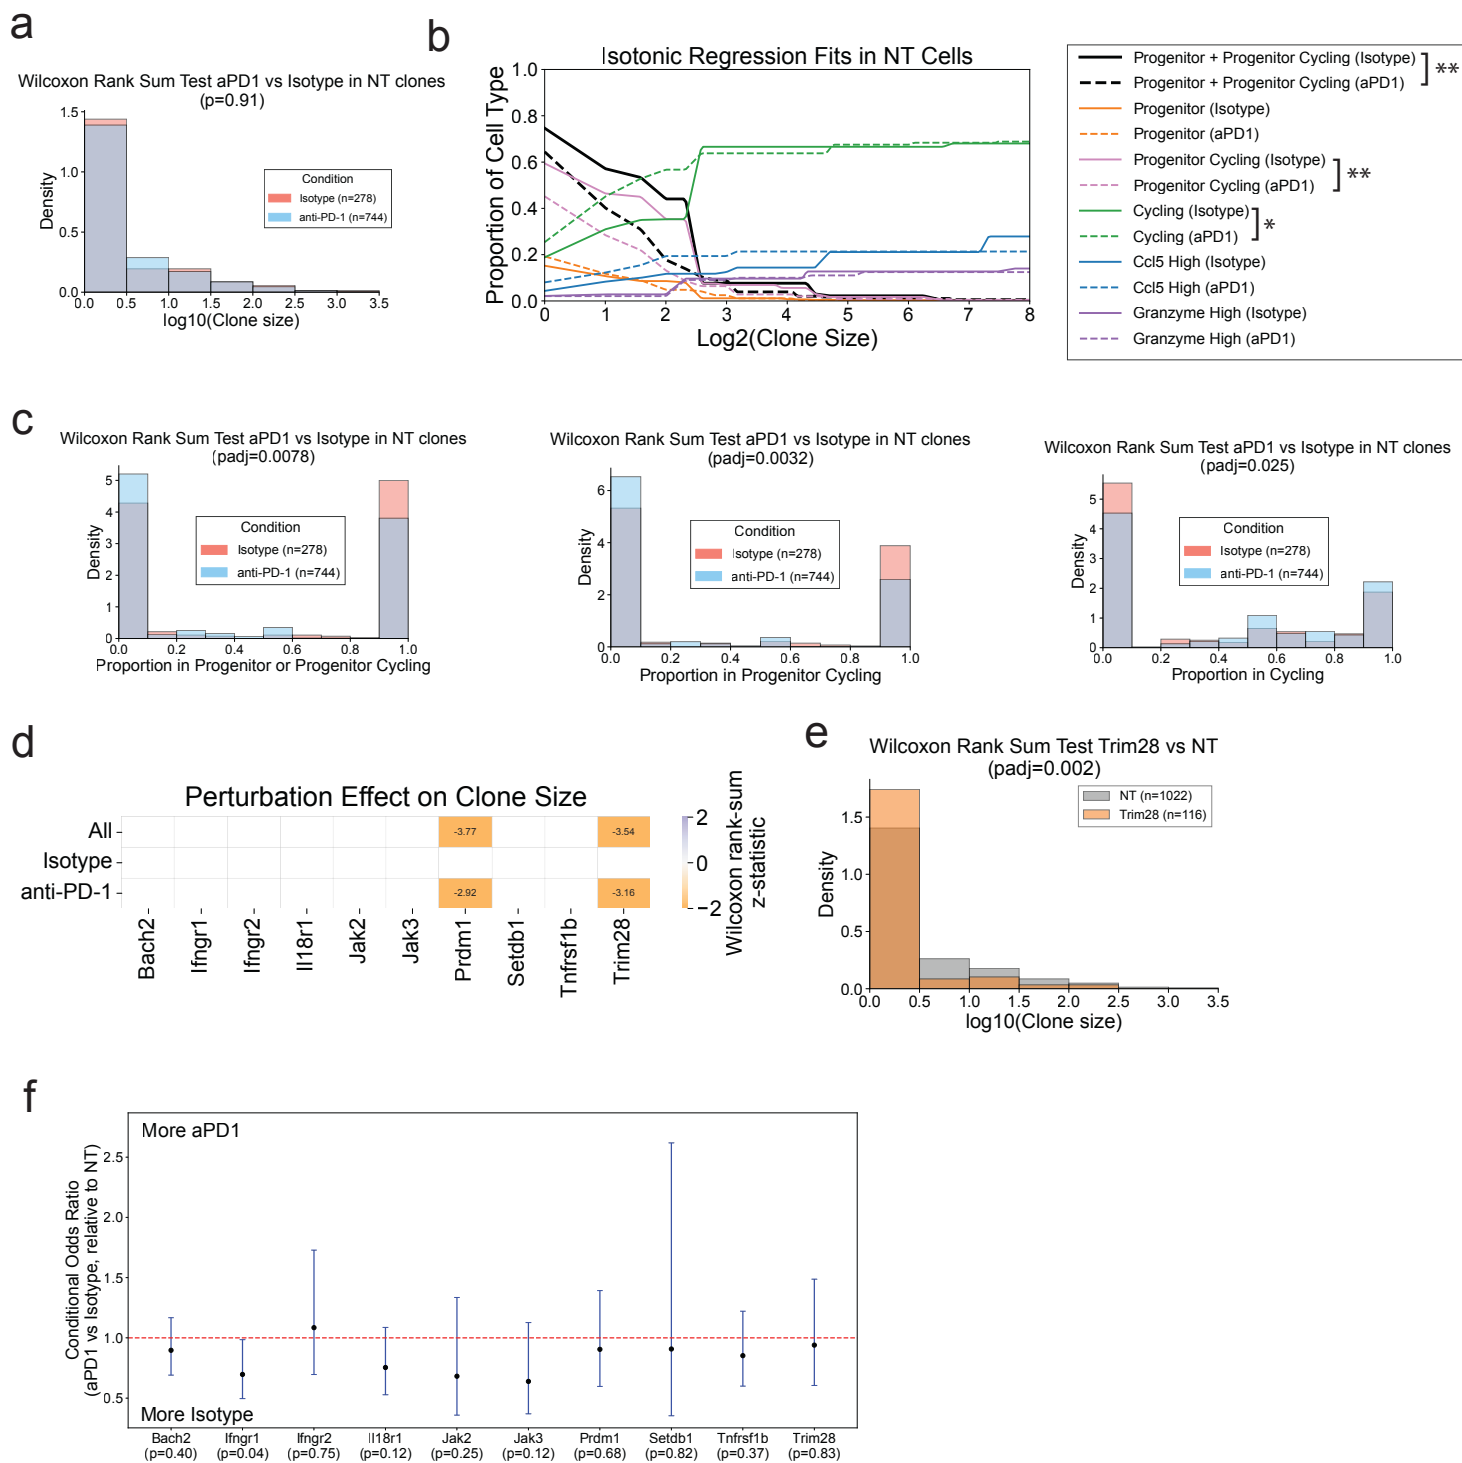 a
Wilcoxon Rank Sum Test aPD1 vs Isotype in NT clones
(p=0.91)
1.5
1.0
0.5
0.0
Density
Condition
Isotype (n=278)
anti-PD-1 (n=744)
0.0 0.5 1.0 1.5 2.0 2.5 3.0 3.5
log10(Clone size)
b
Isotonic Regression Fits in NT Cells
1.0
0.8
0.6
0.4
0.2
0.0
Proportion of Cell Type
0 1 2 3 4 5 6 7 8
Log2(Clone Size)
Progenitor + Progenitor Cycling (Isotype)
Progenitor + Progenitor Cycling (aPD1)
**
Progenitor (Isotype)
Progenitor (aPD1)
Progenitor Cycling (Isotype)
Progenitor Cycling (aPD1)
**
Cycling (Isotype)
Cycling (aPD1)
*
Ccl5 High (Isotype)
Ccl5 High (aPD1)
Granzyme High (Isotype)
Granzyme High (aPD1)
c
Wilcoxon Rank Sum Test aPD1 vs Isotype in NT clones
(padj=0.0078)
5
4
3
2
1
0
Density
Condition
Isotype (n=278)
anti-PD-1 (n=744)
0.0 0.2 0.4 0.6 0.8 1.0
Proportion in Progenitor or Progenitor Cycling
Wilcoxon Rank Sum Test aPD1 vs Isotype in NT clones
(padj=0.0032)
6
4
2
0
Density
Condition
Isotype (n=278)
anti-PD-1 (n=744)
0.0 0.2 0.4 0.6 0.8 1.0
Proportion in Progenitor Cycling
Wilcoxon Rank Sum Test aPD1 vs Isotype in NT clones
(padj=0.025)
5
4
3
2
1
0
Density
Condition
Isotype (n=278)
anti-PD-1 (n=744)
0.0 0.2 0.4 0.6 0.8 1.0
Proportion in Cycling
d
Perturbation Effect on Clone Size
All
Isotype
anti-PD-1
-3.77 -3.54
-2.92 -3.16
Bach2 Ifngr1 Ifngr2 Il18r1 Jak2 Jak3 Prdm1 Setdb1 Tnfrsf1b Trim28
2
0
−2
Wilcoxon rank-sum
z-statistic
e
Wilcoxon Rank Sum Test Trim28 vs NT
(padj=0.002)
1.5
1.0
0.5
0.0
Density
NT (n=1022)
Trim28 (n=116)
0.0 0.5 1.0 1.5 2.0 2.5 3.0 3.5
log10(Clone size)
f
More aPD1
2.5
2.0
1.5
1.0
0.5
Conditional Odds Ratio
(aPD1 vs Isotype, relative to NT)
More Isotype
Bach2 Ifngr1 Ifngr2 Il18r1 Jak2 Jak3 Prdm1 Setdb1 Tnfrsf1b Trim28
(p=0.40) (p=0.04) (p=0.75) (p=0.12) (p=0.25) (p=0.12) (p=0.68) (p=0.82) (p=0.37) (p=0.83)